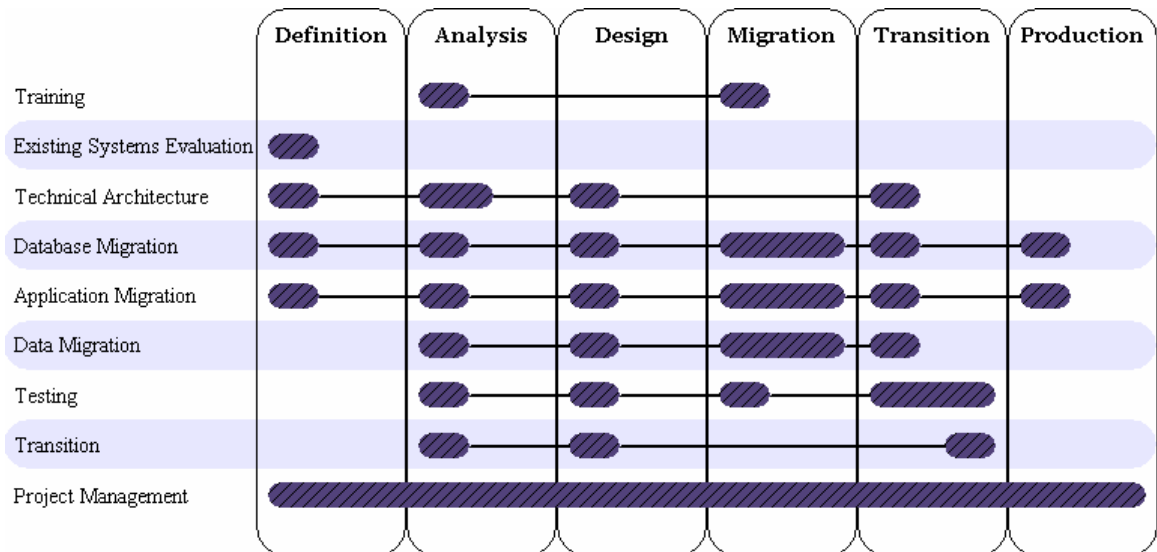 Definition Analysis Design Migration Transition Production
Training
Existing Systems Evaluation
Technical Architecture
Database Migration
Application Migration
Data Migration
Testing
Transition
Project Management